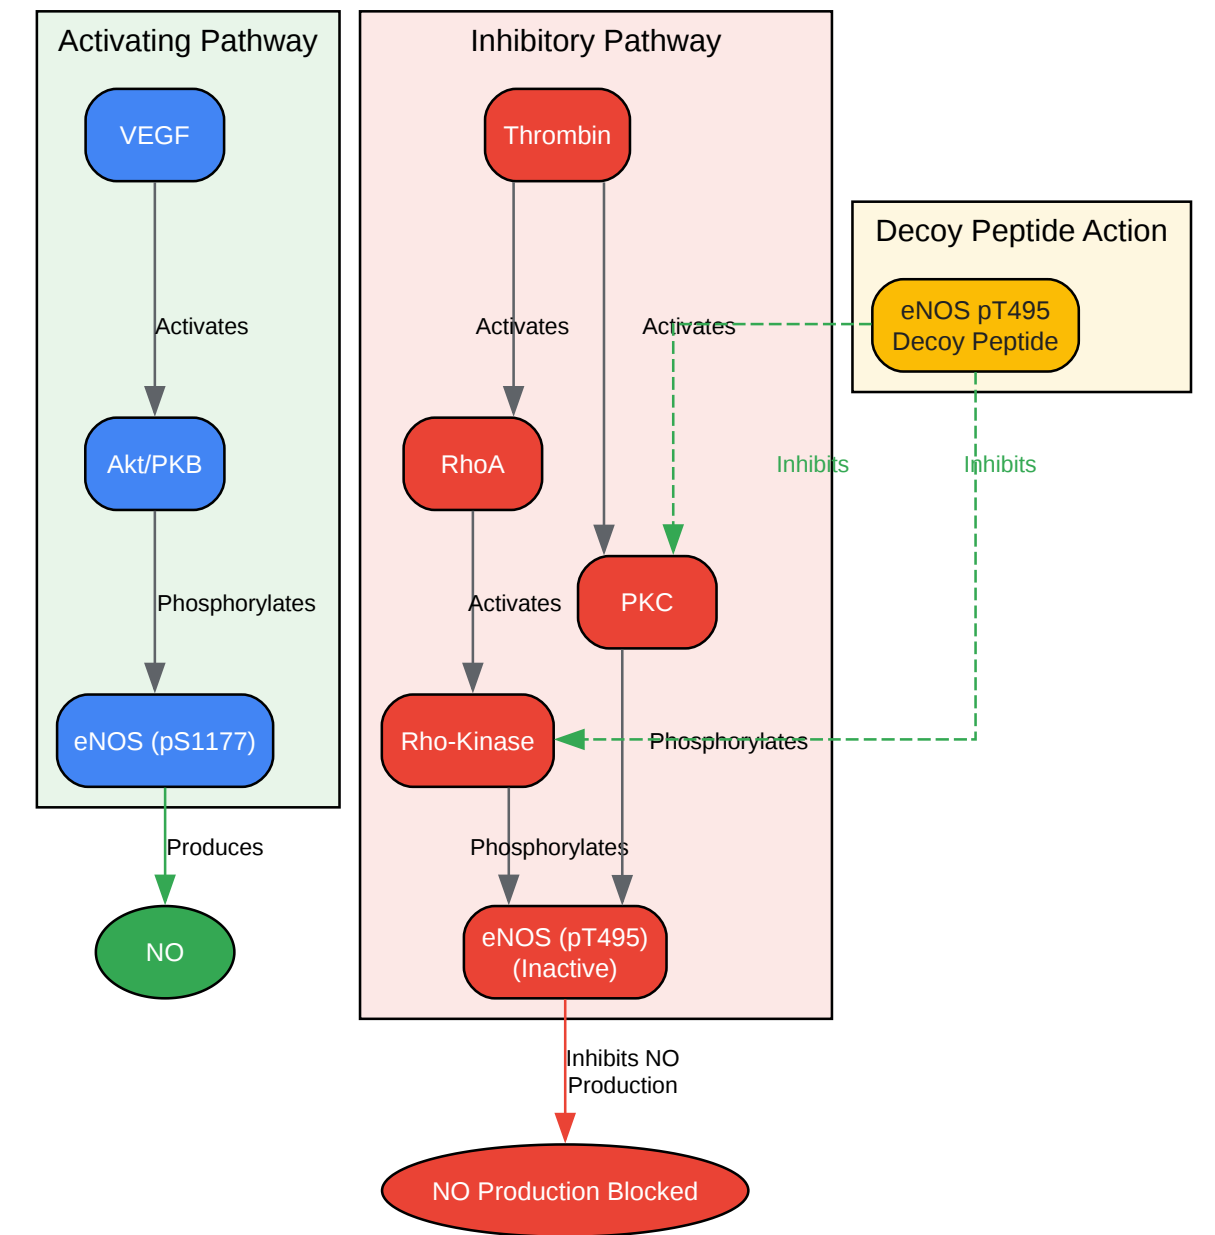 Activating Pathway
Inhibitory Pathway
VEGF
Thrombin
Decoy Peptide Action
eNOS pT495
Decoy Peptide
Activates
Activates
Activates
Akt/PKB
RhoA
Inhibits
Inhibits
Phosphorylates
Activates
PKC
eNOS (pS1177)
Rho-Kinase
Phosphorylates
Produces
Phosphorylates
NO
eNOS (pT495)
(Inactive)
Inhibits NO
Production
NO Production Blocked